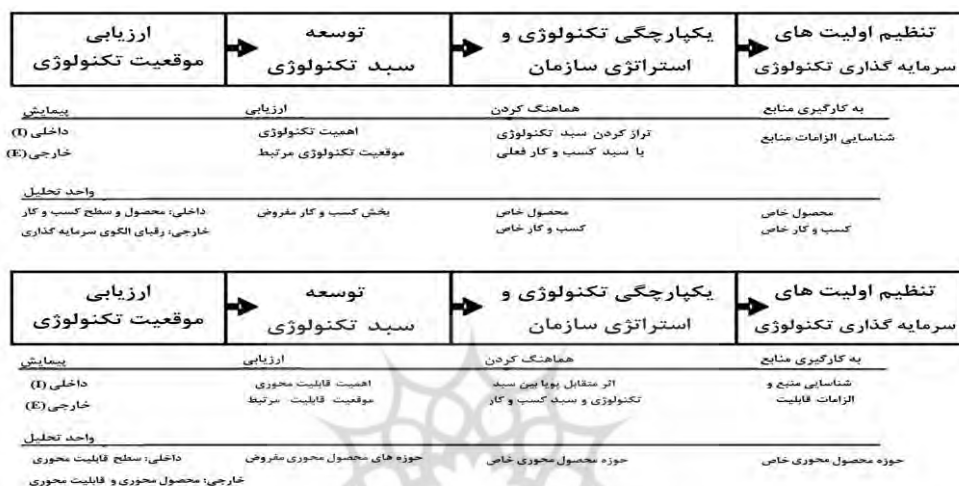 ارزیابی
موقعیت تکنولوژی
توسعه
سبد تکنولوژی
یکپارچگی تکنولوژی و
استراتژی سازمان
تنظیم اولیت های
سرمایه گذاری تکنولوژی
پیمایش
داخلی (I)
خارجی (E)
ارزیابی
اهمیت تکنولوژی
موقعیت تکنولوژی مرتبط
هماهنگ کردن
تراز کردن سبد تکنولوژی
با سبد کسب و کار فعلی
به کارگیری منابع
شناسایی الزامات منابع
واحد تحلیل
داخلی: محصول و سطح کسب و کار
خارجی: رقبای الگوی سرمایه گذاری
بخش کسب و کار مفروض
محصول خاص
کسب و کار خاص
محصول خاص
کسب و کار خاص
ارزیابی
موقعیت تکنولوژی
توسعه
سبد تکنولوژی
یکپارچگی تکنولوژی و
استراتژی سازمان
تنظیم اولیت های
سرمایه گذاری تکنولوژی
پیمایش
داخلی (I)
خارجی (E)
ارزیابی
اهمیت قابلیت محوری
موقعیت قابلیت مرتبط
هماهنگ کردن
اثر متقابل پویا بین سبد
تکنولوژی و سبد کسب و کار
به کارگیری منابع
شناسایی منبع و
الزامات قابلیت
واحد تحلیل
داخلی: سطح قابلیت محوری
خارجی: محصول محوری و قابلیت محوری
حوزه های محصول محوری مفروض
حوزه محصول محوری خاص
حوزه محصول محوری خاص